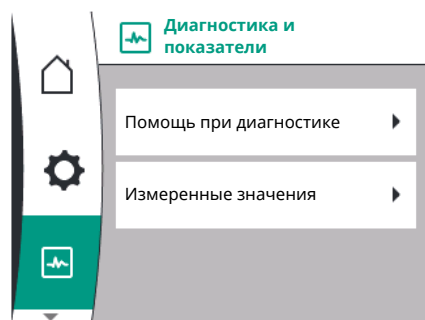 Диагностика и
показатели
Помощь при диагностике
Измеренные значения